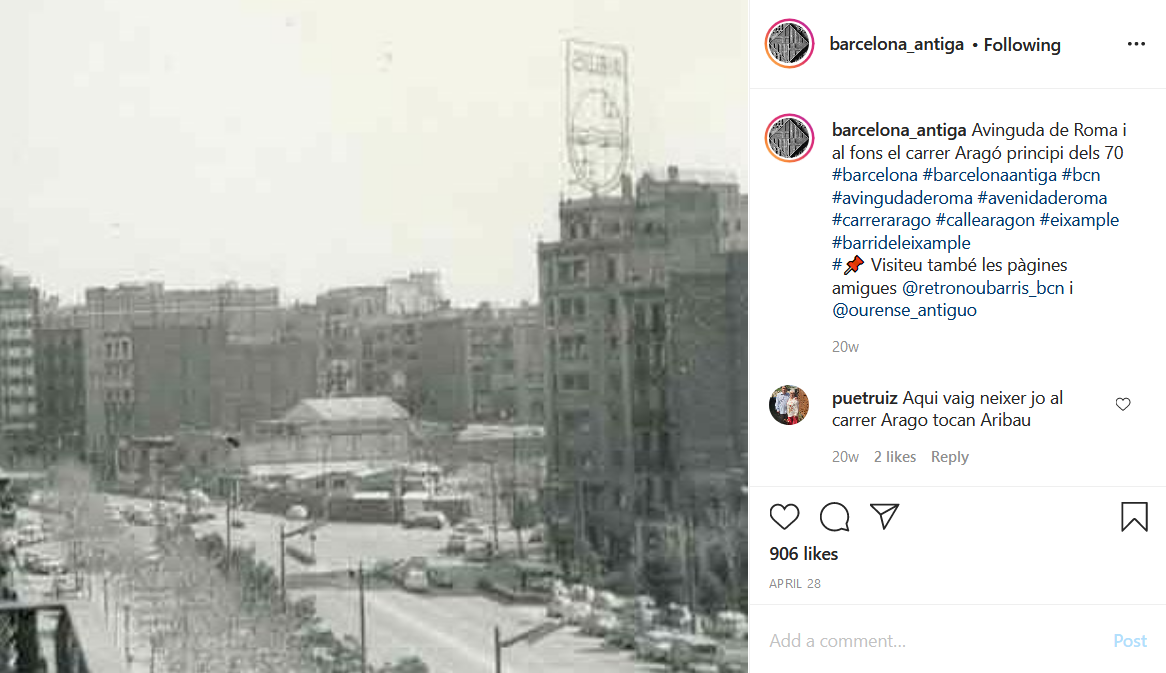 barcelona_antiga • Following
barcelona_antiga Avinguda de Roma i
al fons el carrer Aragó principi dels 70
#barcelona #barcelonaantiga #bcn
#avingudaderoma #avenidaderoma
#carrerarago #callearagon #eixample
#barrideleixample
#📌 Visiteu també les pàgines
amigues @retronoubarris_bcn i
@ourense_antiguo
20w
puetruiz Aqui vaig neixer jo al
carrer Arago tocan Aribau
20w 2 likes Reply
906 likes
APRIL 28
Add a comment... Post